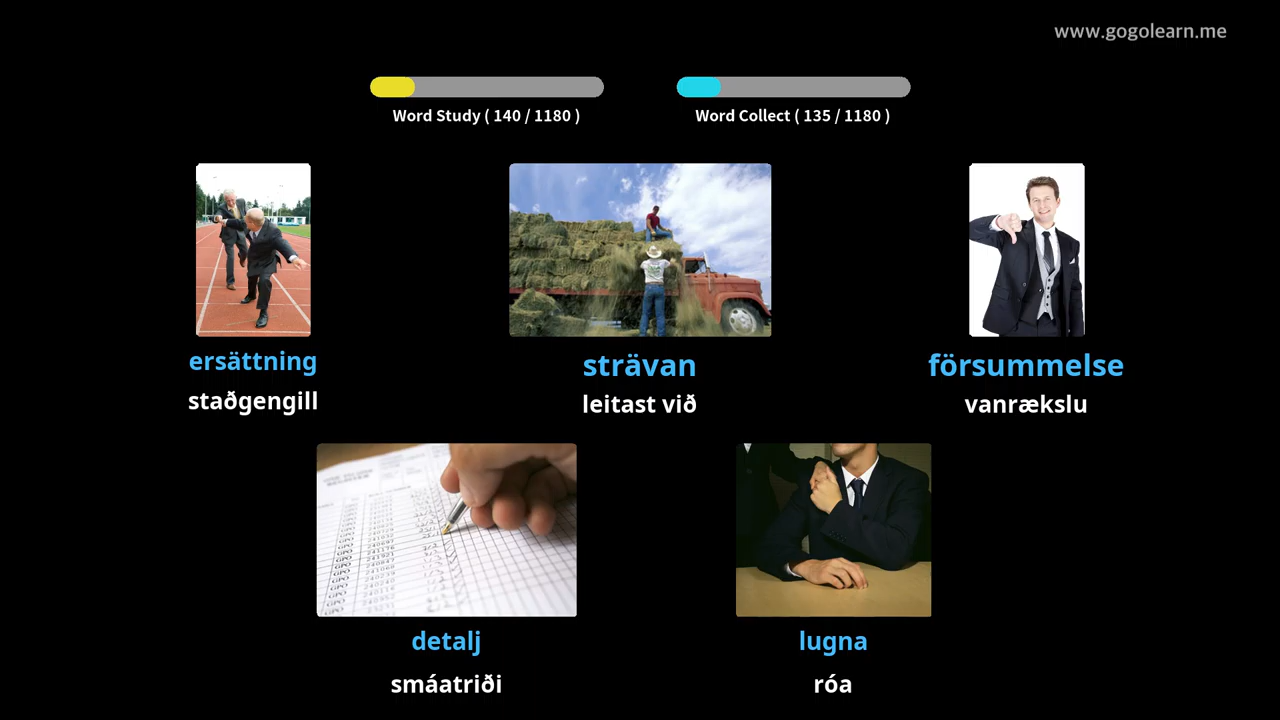 www.gogolearn.me
Word Study ( 140 / 1180 )
Word Collect ( 135 / 1180 )
ersättning
staðgengill
strävan
leitast við
försummelse
vanrækslu
detalj
smáatriði
lugna
róa